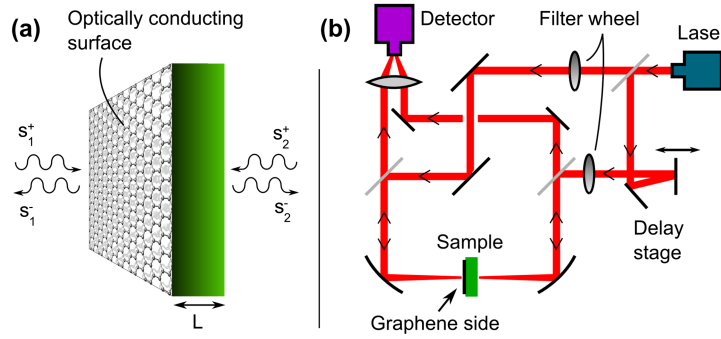 (a)
Optically conducting
surface
s1+
s1-
s2+
s2-
L
(b)
Detector
Filter wheel
Lase
Delay
stage
Sample
Graphene side